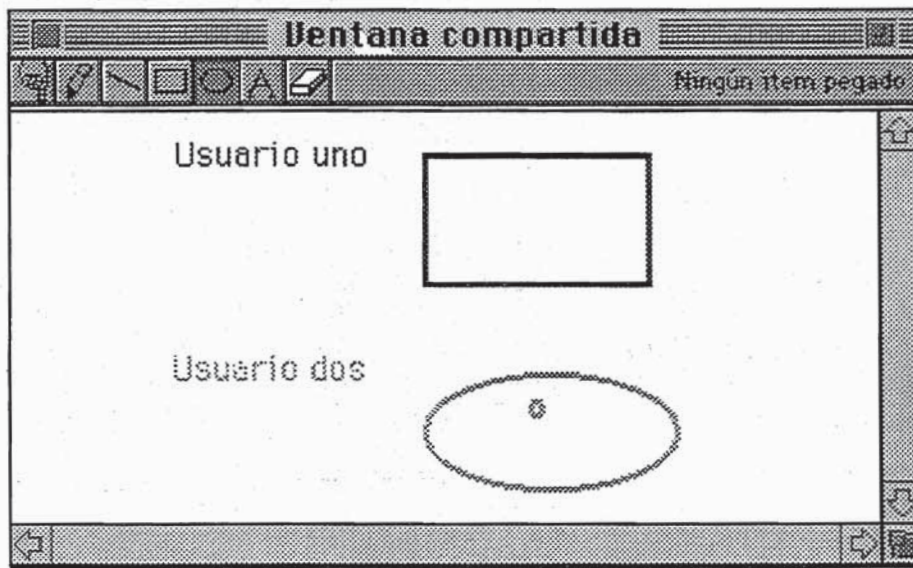 Ventana compartida
A
Ningún ítem pegado
Usuario uno
Usuario dos